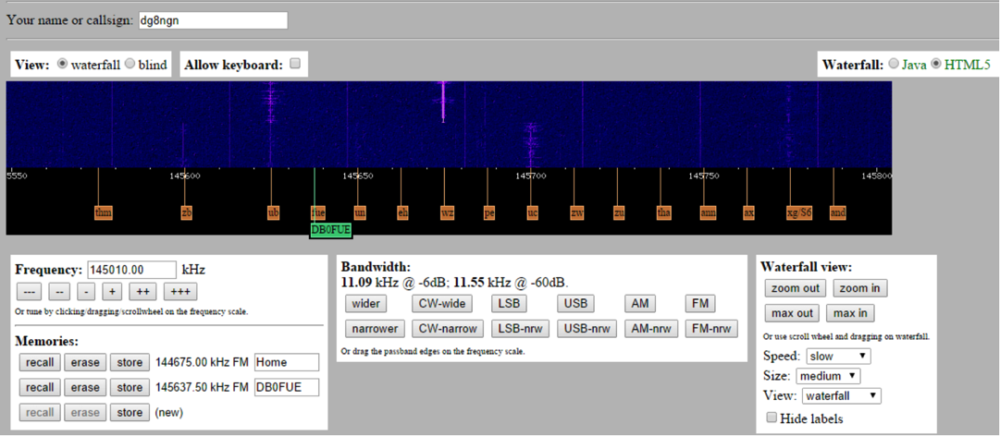 Your name or callsign: dg8ngn
View: waterfall blind Allow keyboard: Waterfall: Java HTML5
5550 145600 145650 145700 145750 145800
thm zb ub fue un eh wz pe uc zw zu tha ann ax xg/S6 and
DB0FUE
Frequency: 145010.00 kHz
--- -- - + ++ +++
Or tune by clicking/dragging/scrollwheel on the frequency scale.
Memories:
recall erase store 144675.00 kHz FM Home
recall erase store 145637.50 kHz FM DB0FUE
recall erase store (new)
Bandwidth:
11.09 kHz @ -6dB; 11.55 kHz @ -60dB.
wider CW-wide LSB USB AM FM
narrower CW-narrow LSB-nrw USB-nrw AM-nrw FM-nrw
Or drag the passband edges on the frequency scale.
Waterfall view:
zoom out zoom in
max out max in
Or use scroll wheel and dragging on waterfall.
Speed: slow
Size: medium
View: waterfall
Hide labels